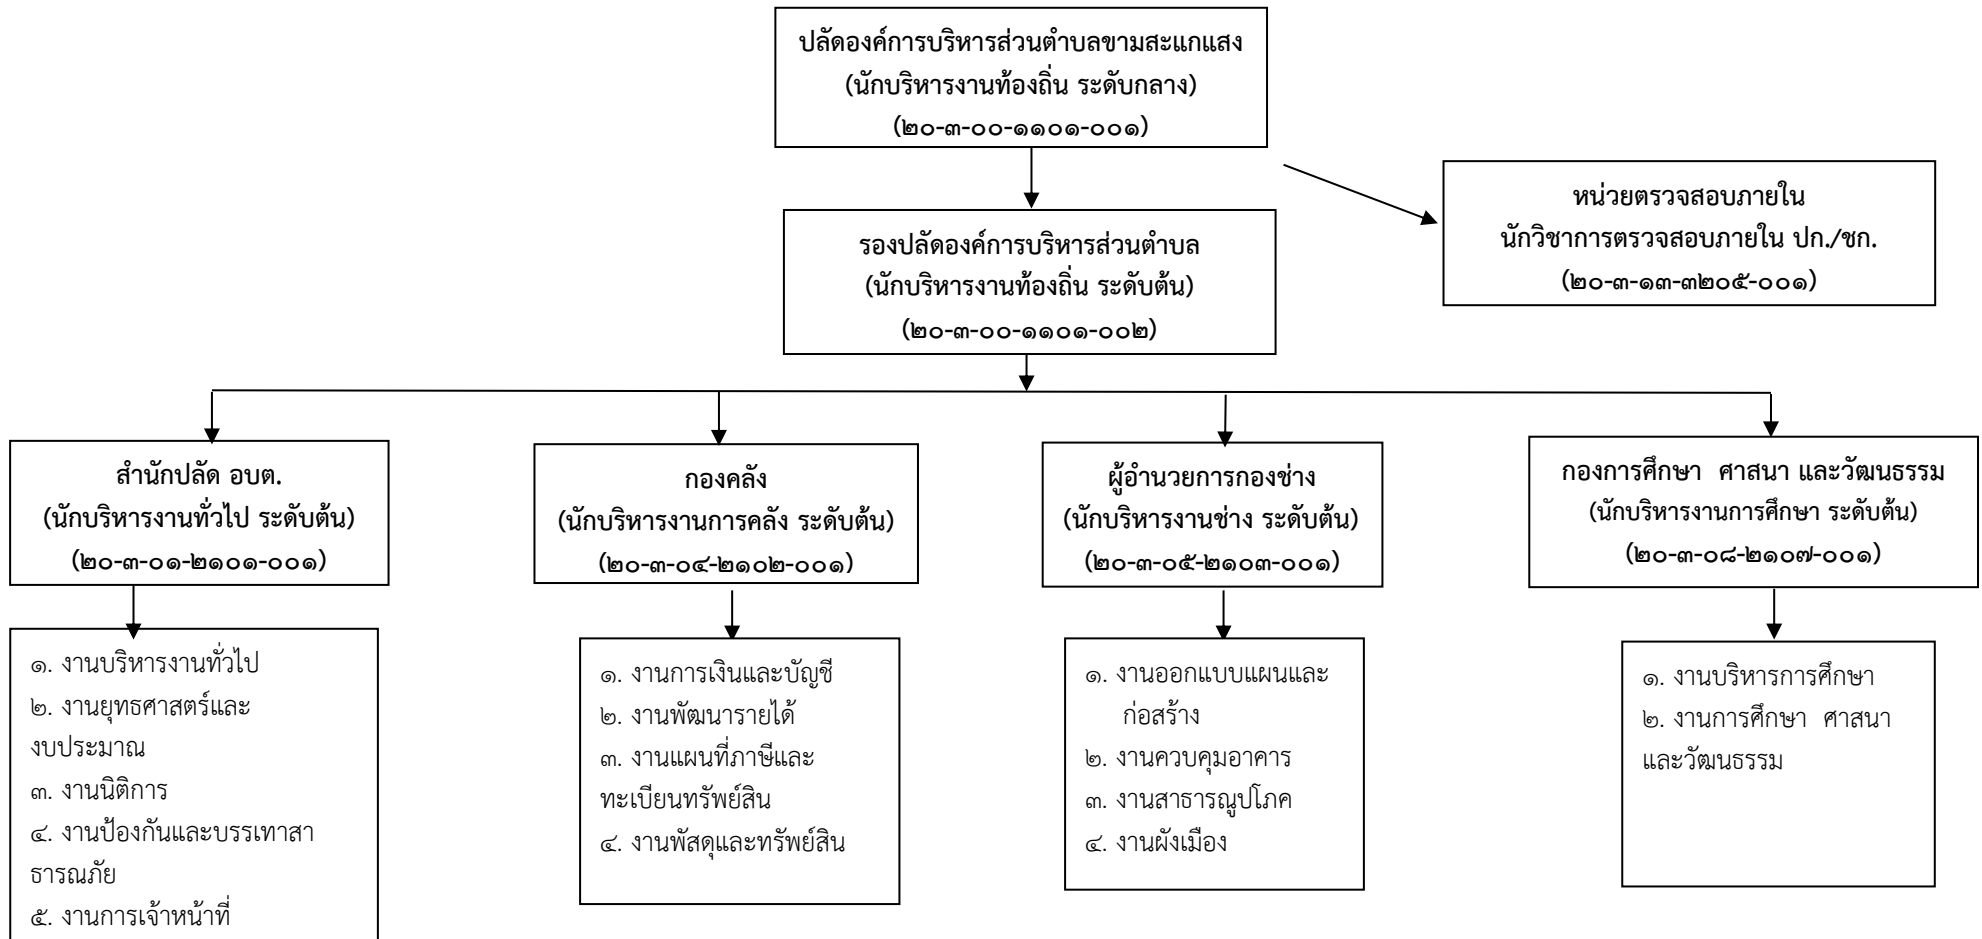 ปลัดองค์การบริหารส่วนตำบลขามสะแกแสง
(นักบริหารงานท้องถิ่น ระดับกลาง)
(๒๐-๓-๐๐-๑๑๐๑-๐๐๑)
หน่วยตรวจสอบภายใน
นักวิชาการตรวจสอบภายใน ปก./ชก.
(๒๐-๓-๑๓-๓๒๐๕-๐๐๑)
รองปลัดองค์การบริหารส่วนตำบล
(นักบริหารงานท้องถิ่น ระดับต้น)
(๒๐-๓-๐๐-๑๑๐๑-๐๐๒)
สำนักปลัด อบต.
(นักบริหารงานทั่วไป ระดับต้น)
(๒๐-๓-๐๑-๒๑๐๑-๐๐๑)
กองคลัง
(นักบริหารงานการคลัง ระดับต้น)
(๒๐-๓-๐๔-๒๑๐๒-๐๐๑)
ผู้อำนวยการกองช่าง
(นักบริหารงานช่าง ระดับต้น)
(๒๐-๓-๐๕-๒๑๐๓-๐๐๑)
กองการศึกษา  ศาสนา และวัฒนธรรม
(นักบริหารงานการศึกษา ระดับต้น)
(๒๐-๓-๐๘-๒๑๐๗-๐๐๑)
๑. งานบริหารงานทั่วไป
๒. งานยุทธศาสตร์และ
งบประมาณ
๓. งานนิติการ
๔. งานป้องกันและบรรเทาสา
ธารณภัย
๕. งานการเจ้าหน้าที่
๑. งานการเงินและบัญชี
๒. งานพัฒนารายได้
๓. งานแผนที่ภาษีและ
ทะเบียนทรัพย์สิน
๔. งานพัสดุและทรัพย์สิน
๑. งานออกแบบแผนและ
ก่อสร้าง
๒. งานควบคุมอาคาร
๓. งานสาธารณูปโภค
๔. งานผังเมือง
๑. งานบริหารการศึกษา
๒. งานการศึกษา  ศาสนา
และวัฒนธรรม